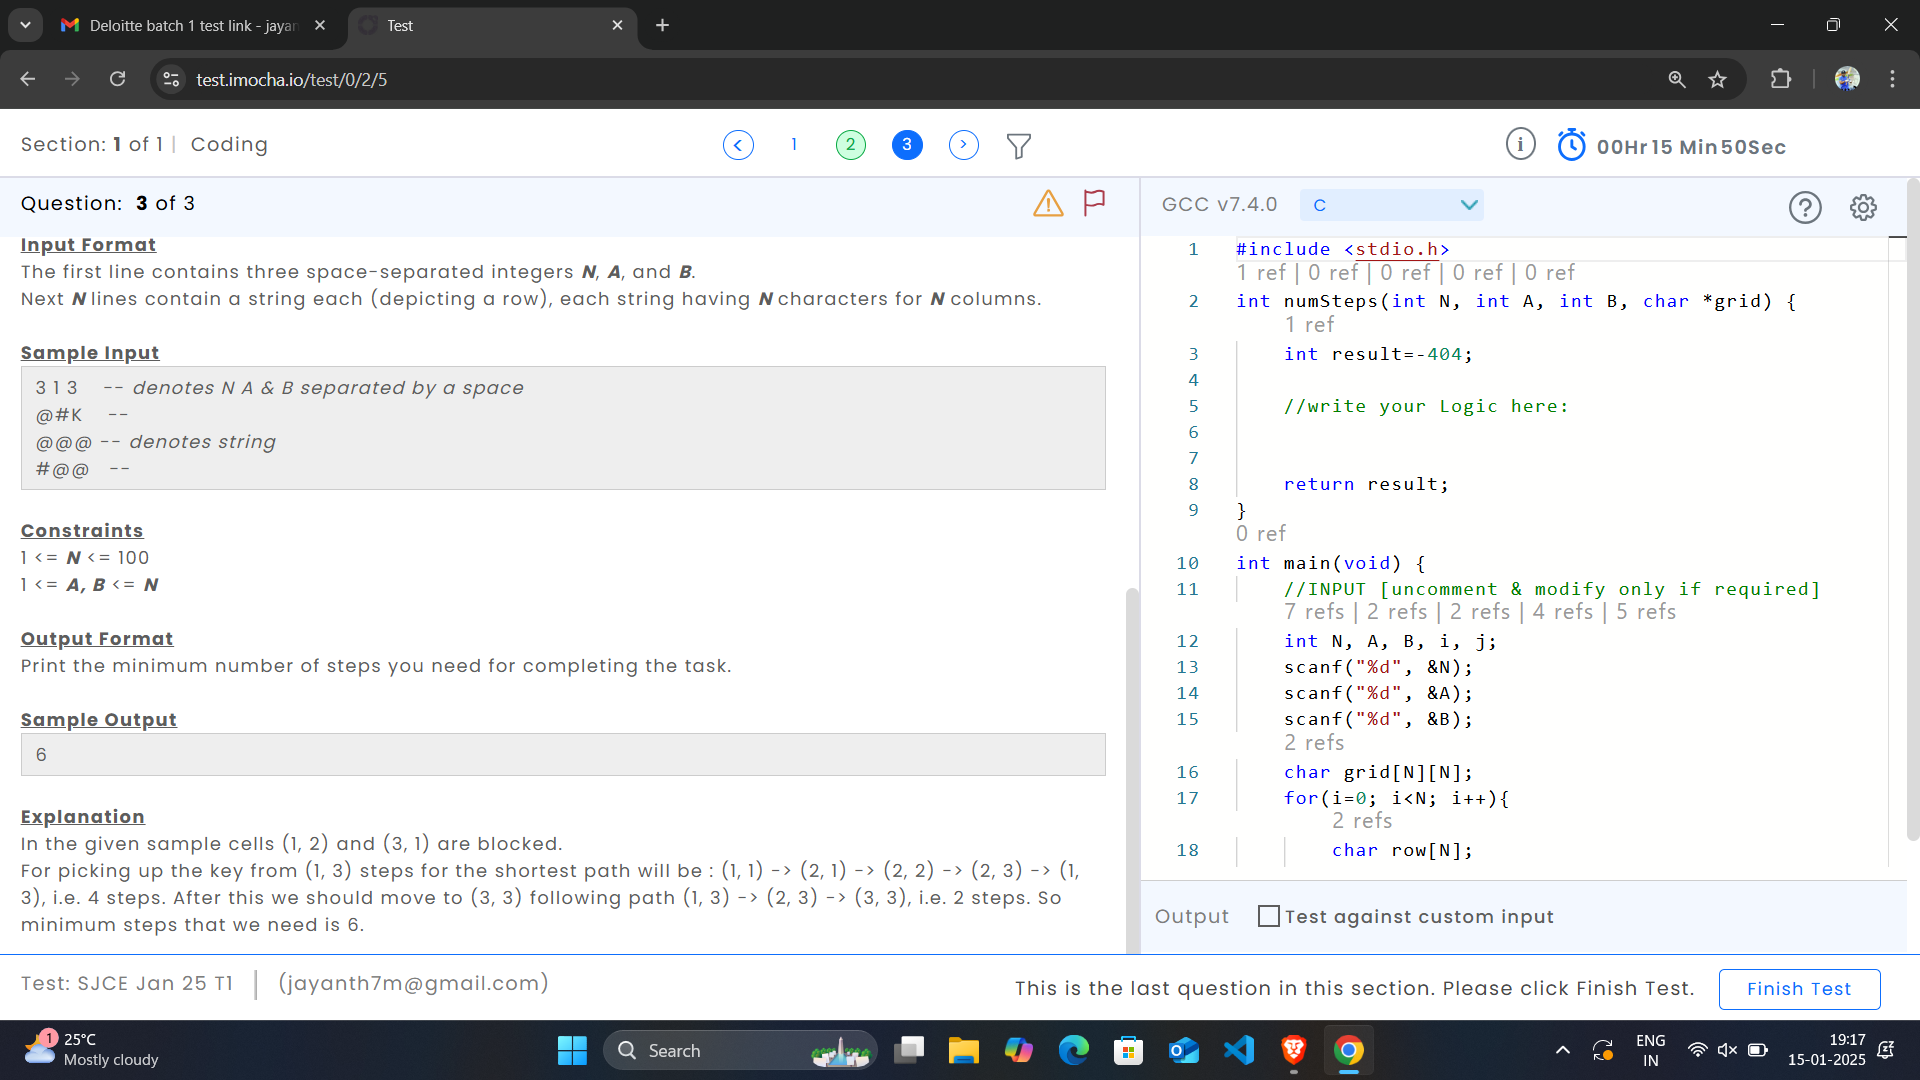 Deloitte batch 1 test link - jayan
Test
test.imocha.io/test/0/2/5
Section: 1 of 1 | Coding
1
2
3
00Hr 15 Min 50Sec
Question: 3 of 3
Input Format
The first line contains three space-separated integers N, A, and B.
Next N lines contain a string each (depicting a row), each string having N characters for N columns.
Sample Input
3 1 3 -- denotes N A & B separated by a space
@#K --
@@@ -- denotes string
#@@ --
Constraints
1 <= N <= 100
1 <= A, B <= N
Output Format
Print the minimum number of steps you need for completing the task.
Sample Output
6
Explanation
In the given sample cells (1, 2) and (3, 1) are blocked.
For picking up the key from (1, 3) steps for the shortest path will be : (1, 1) -> (2, 1) -> (2, 2) -> (2, 3) -> (1,
3), i.e. 4 steps. After this we should move to (3, 3) following path (1, 3) -> (2, 3) -> (3, 3), i.e. 2 steps. So
minimum steps that we need is 6.
GCC v7.4.0 C
1 #include <stdio.h>
1 ref | 0 ref | 0 ref | 0 ref | 0 ref
2 int numSteps(int N, int A, int B, char *grid) {
1 ref
3 int result=-404;
4
5 //write your Logic here:
6
7
8 return result;
9 }
0 ref
10 int main(void) {
11 //INPUT [uncomment & modify only if required]
7 refs | 2 refs | 2 refs | 4 refs | 5 refs
12 int N, A, B, i, j;
13 scanf("%d", &N);
14 scanf("%d", &A);
15 scanf("%d", &B);
2 refs
16 char grid[N][N];
17 for(i=0; i<N; i++){
2 refs
18 char row[N];
Output Test against custom input
Test: SJCE Jan 25 T1 | (jayanth7m@gmail.com)
This is the last question in this section. Please click Finish Test.
Finish Test
1
25°C
Mostly cloudy
Search
ENG
IN
19:17
15-01-2025